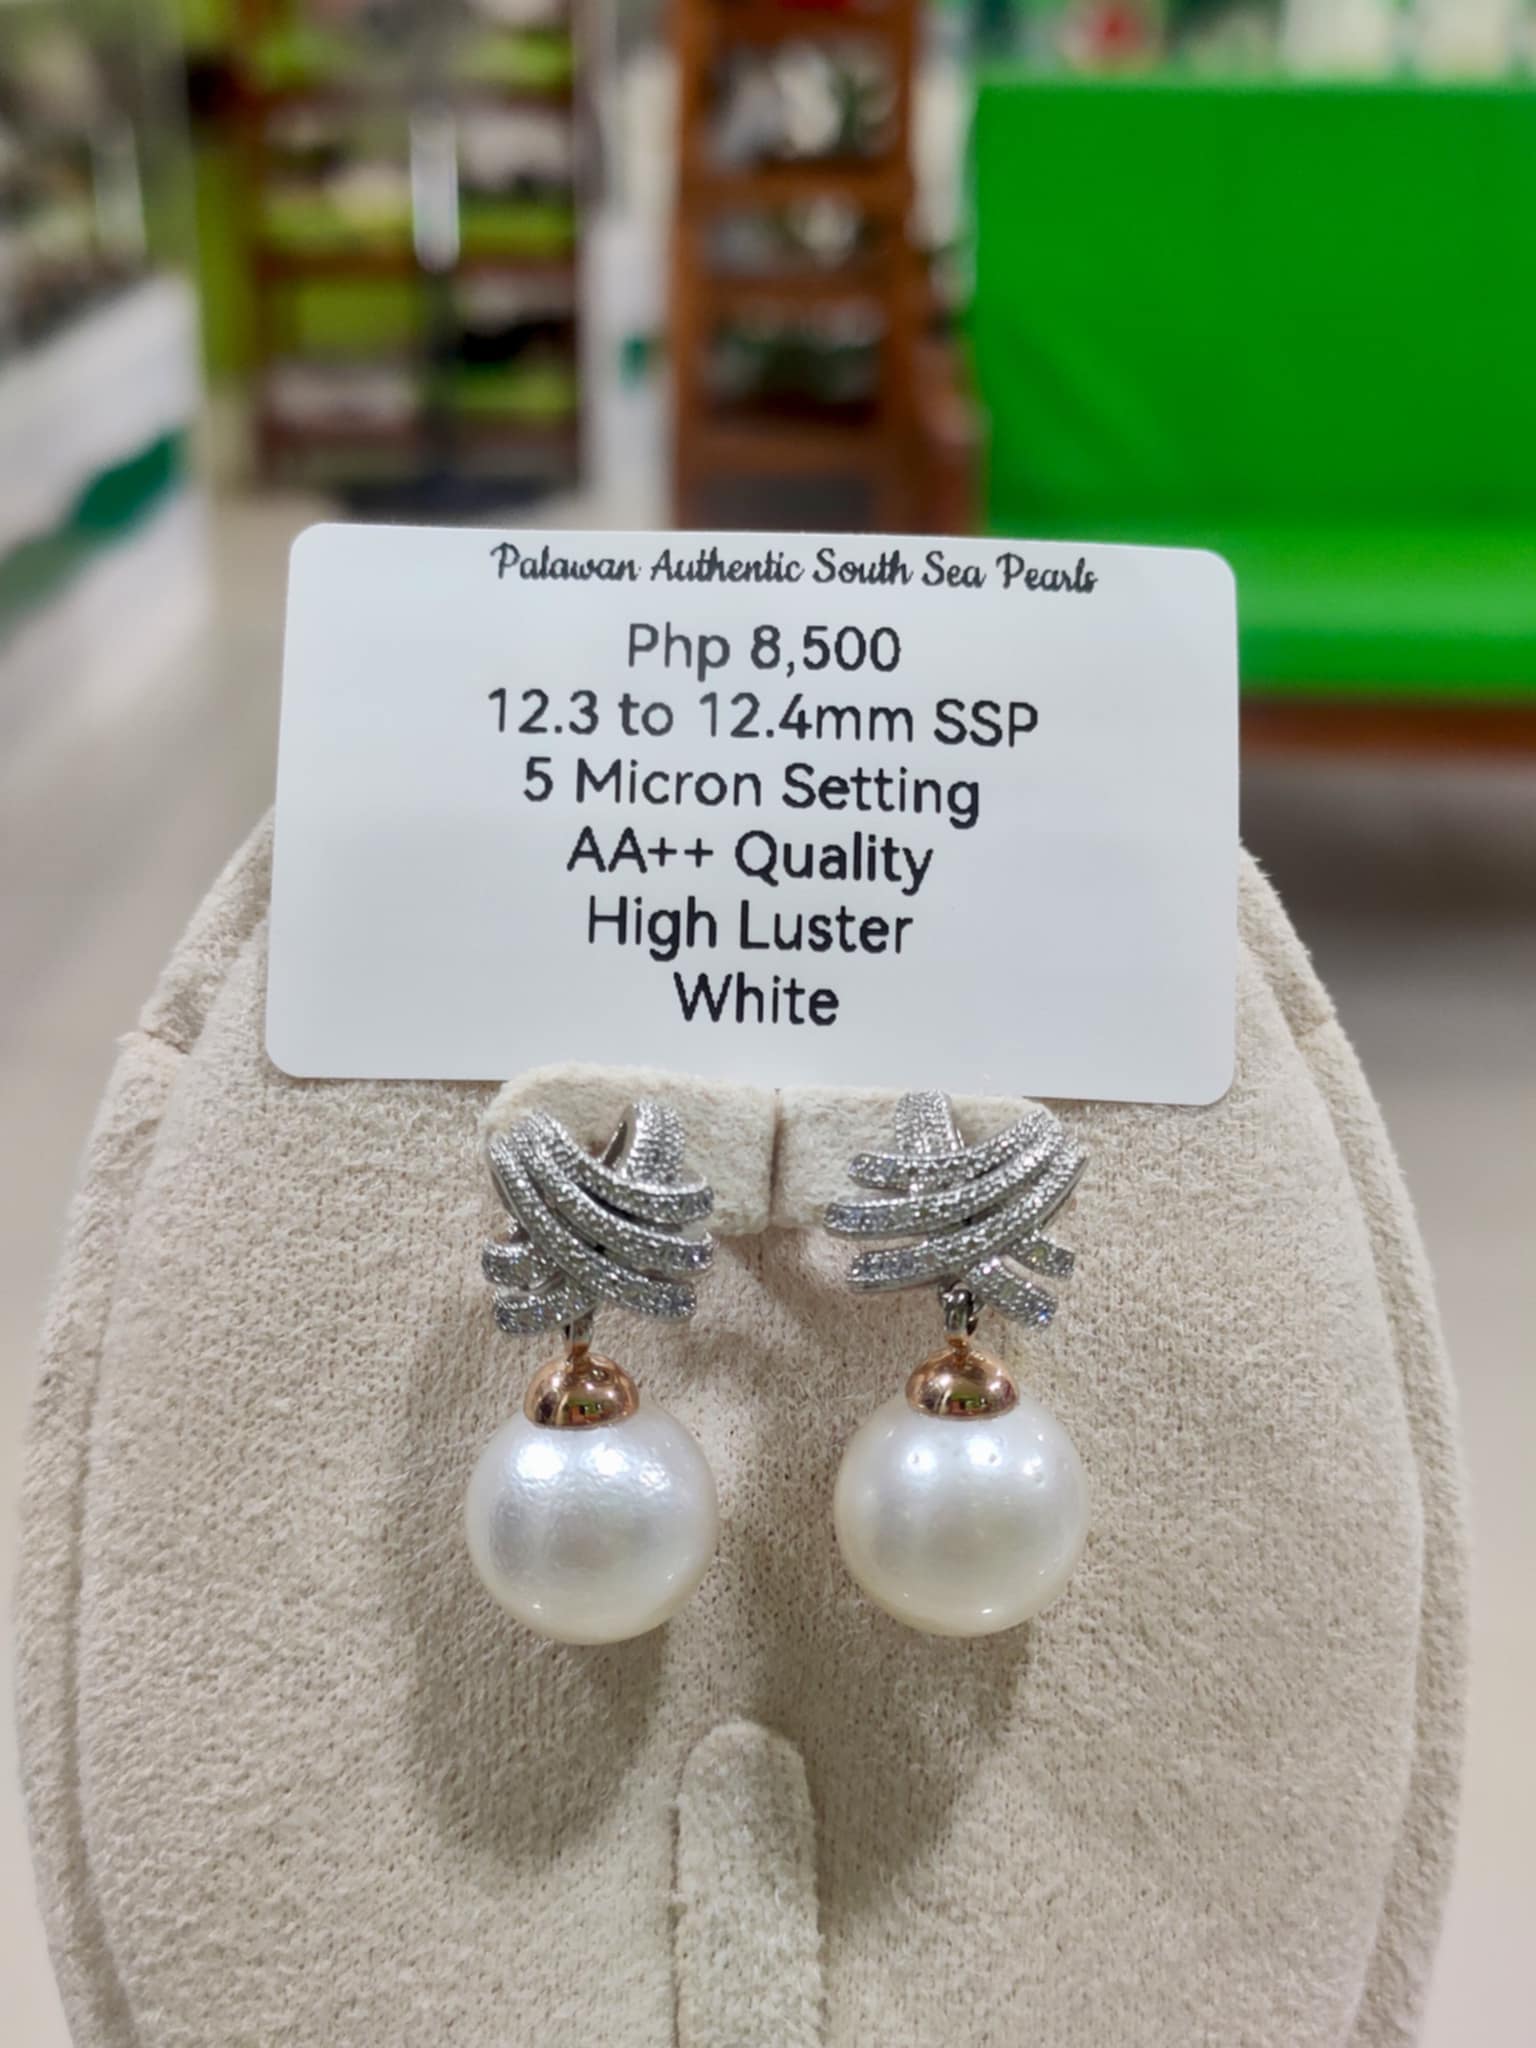 Palawan Authentic South Sea Pearls
Php 8,500
12.3 to 12.4mm SSP
5 Micron Setting
AA++ Quality
High Luster
White